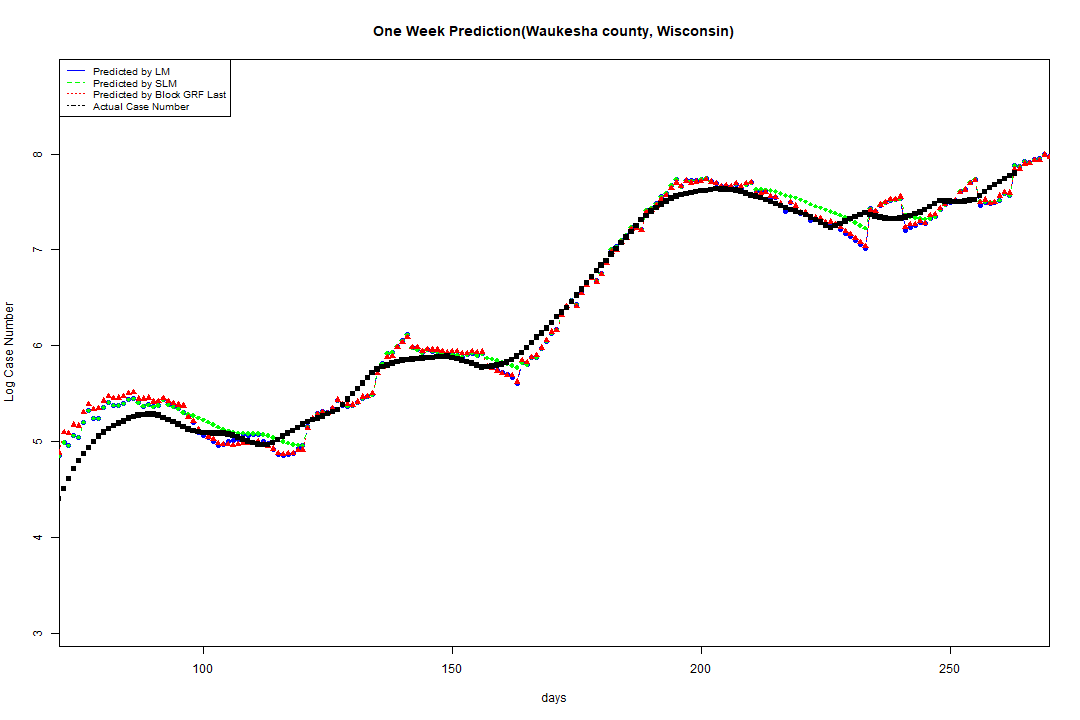 One Week Prediction(Waukesha county, Wisconsin)
Predicted by LM
Predicted by SLM
Predicted by Block GRF Last
Actual Case Number
Log Case Number
8
7
6
5
4
3
100 150 200 250
days